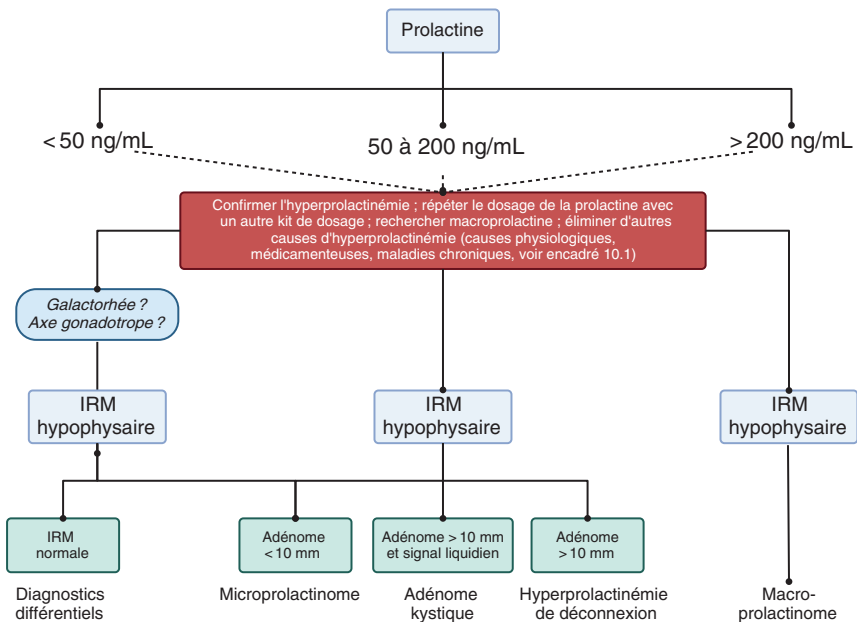 Prolactine
< 50 ng/mL
50 à 200 ng/mL
> 200 ng/mL
Confirmer l'hyperprolactinémie ; répéter le dosage de la prolactine avec
un autre kit de dosage ; rechercher macroprolactine ; éliminer d'autres
causes d'hyperprolactinémie (causes physiologiques,
médicamenteuses, maladies chroniques, voir encadré 10.1)
Galactorhée ?
Axe gonadotrope ?
IRM
hypophysaire
IRM
hypophysaire
IRM
hypophysaire
IRM
normale
Adénome
< 10 mm
Adénome > 10 mm
et signal liquidien
Adénome
> 10 mm
Diagnostics
différentiels
Microprolactinome
Adénome
kystique
Hyperprolactinémie
de déconnexion
Macro-
prolactinome